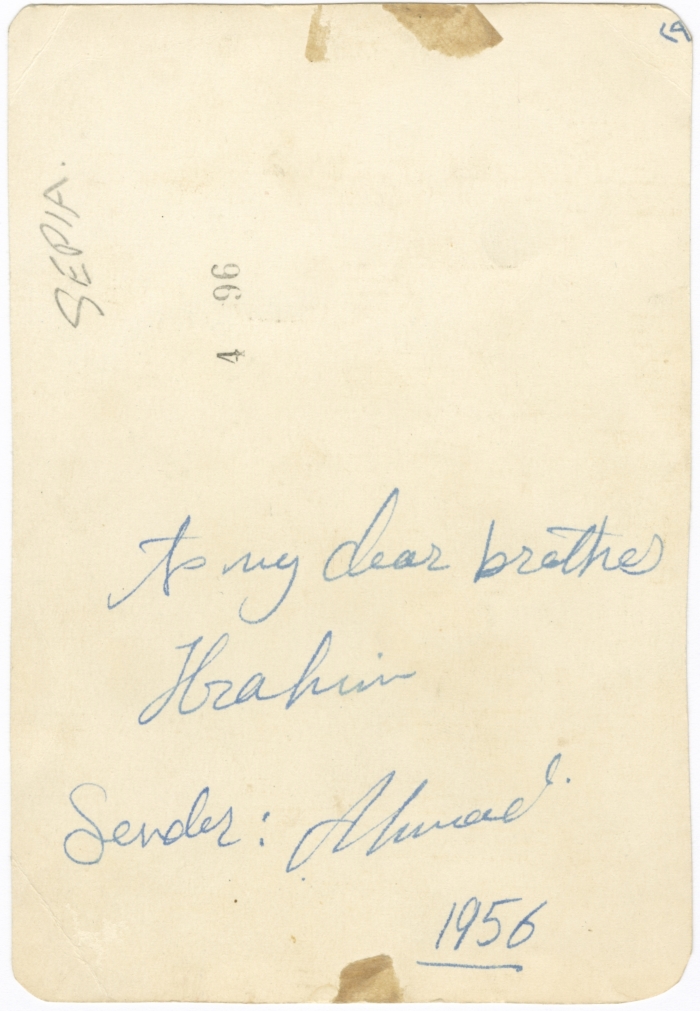 SEPIA.
4 96
to my dear brother
Ibrahim
Sender: Ahmad.
1956